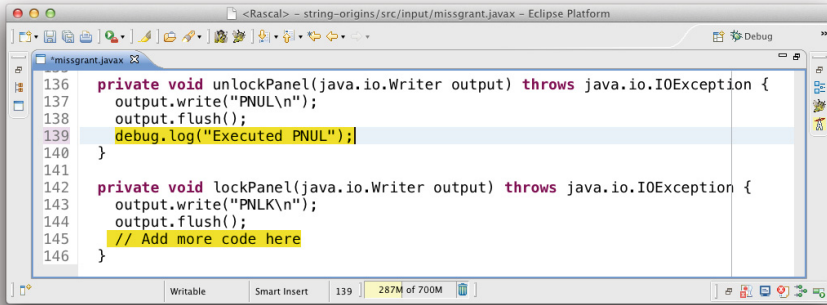 <Rascal> - string-origins/src/input/missgrant.javax - Eclipse Platform
Debug
*missgrant.javax
136 private void unlockPanel(java.io.Writer output) throws java.io.IOException {
137 output.write("PNUL\n");
138 output.flush();
139 debug.log("Executed PNUL");
140 }
141
142 private void lockPanel(java.io.Writer output) throws java.io.IOException {
143 output.write("PNLK\n");
144 output.flush();
145 // Add more code here
146 }
Writable Smart Insert 139 287M of 700M